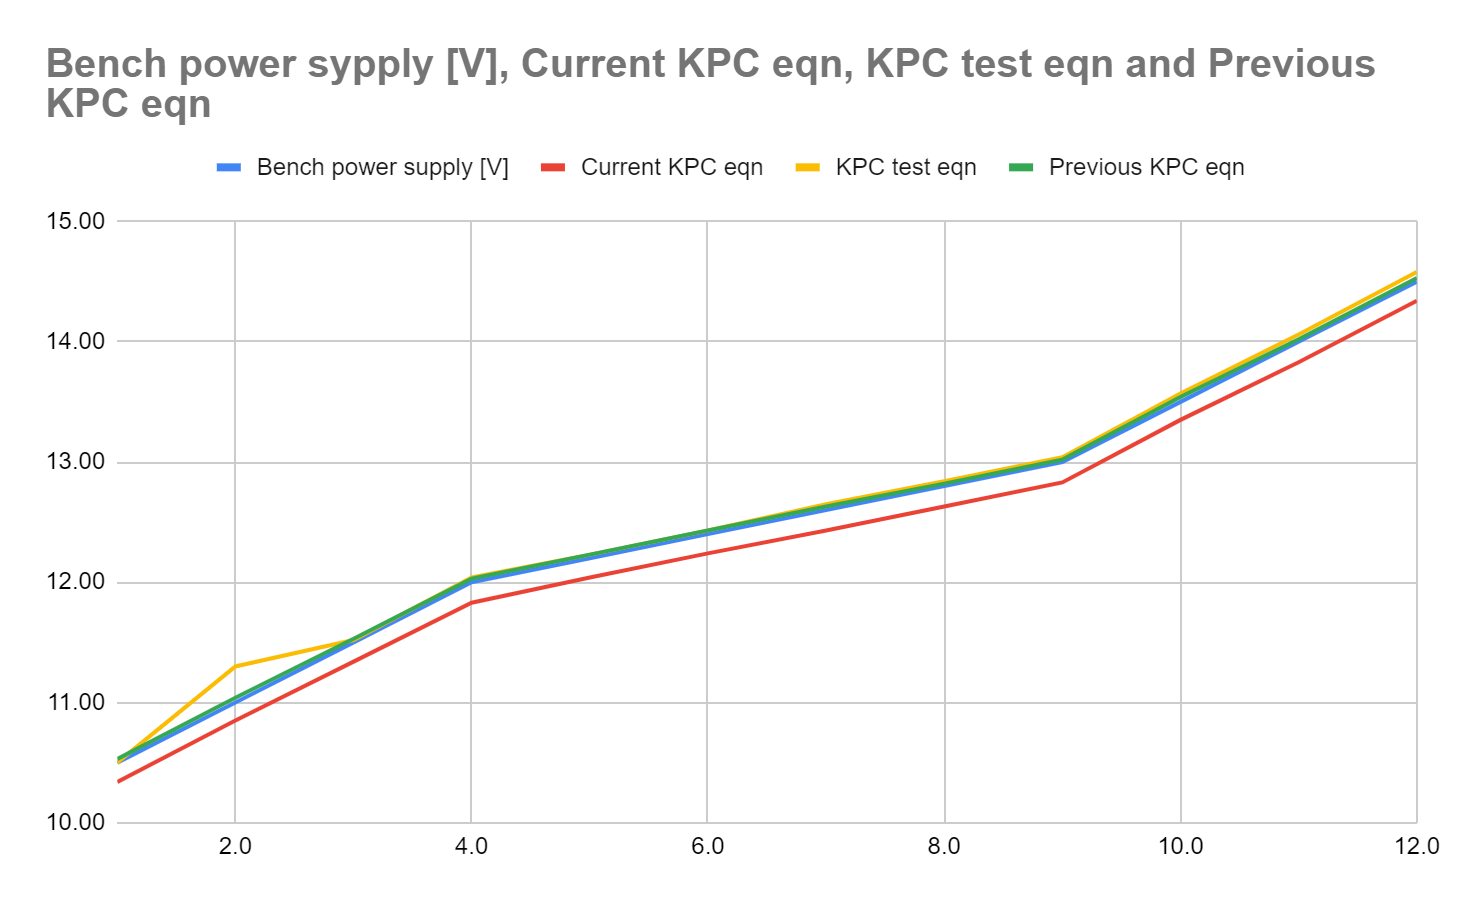 Bench power sypply [V], Current KPC eqn, KPC test eqn and Previous
KPC eqn
Bench power supply [V] Current KPC eqn KPC test eqn Previous KPC eqn
15.00
14.00
13.00
12.00
11.00
10.00
2.0 4.0 6.0 8.0 10.0 12.0